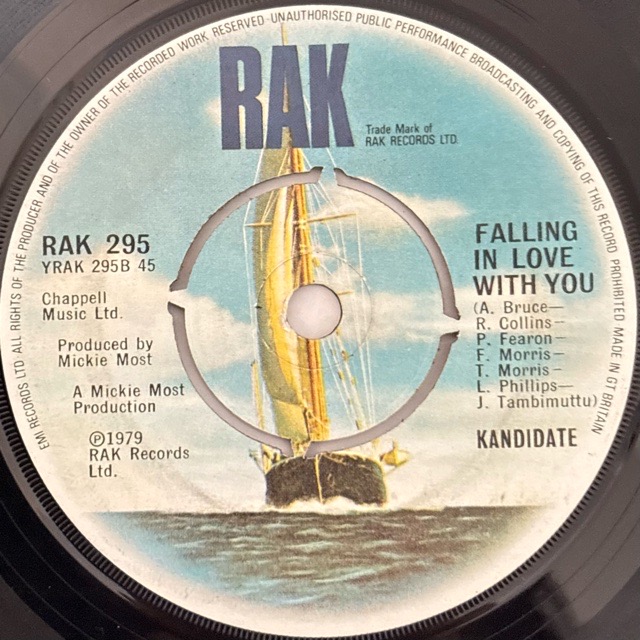 EMI RECORDS LTD ALL RIGHTS OF THE PRODUCER AND OF THE OWNER OF THE RECORDED WORK RESERVED · UNAUTHORISED PUBLIC PERFORMANCE BROADCASTING AND COPYING OF THIS RECORD PROHIBITED MADE IN GT BRITAIN
RAK
Trade Mark of
RAK RECORDS LTD.
RAK 295
YRAK 295B 45
Chappell
Music Ltd.
Produced by
Mickie Most
A Mickie Most
Production
℗1979
RAK Records
Ltd.
FALLING
IN LOVE
WITH YOU
(A. Bruce–
R. Collins–
P. Fearon–
F. Morris–
T. Morris–
L. Phillips–
J. Tambimuttu)
KANDIDATE